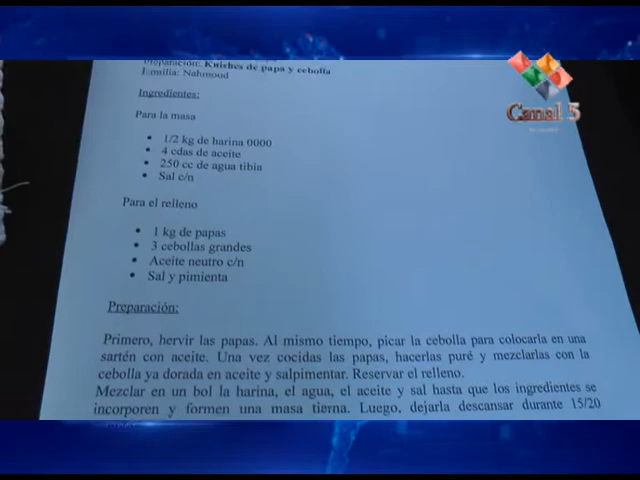 Preparación: Knishes de papa y cebolla
Familia: Nahmoud
Ingredientes:
Para la masa
• 1/2 kg de harina 0000
• 4 cdas de aceite
• 250 cc de agua tibia
• Sal c/n
Para el relleno
• 1 kg de papas
• 3 cebollas grandes
• Aceite neutro c/n
• Sal y pimienta
Preparación:
Primero, hervir las papas. Al mismo tiempo, picar la cebolla para colocarla en una
sartén con aceite. Una vez cocidas las papas, hacerlas puré y mezclarlas con la
cebolla ya dorada en aceite y salpimentar. Reservar el relleno.
Mezclar en un bol la harina, el agua, el aceite y sal hasta que los ingredientes se
incorporen y formen una masa tierna. Luego, dejarla descansar durante 15/20
Canal 5